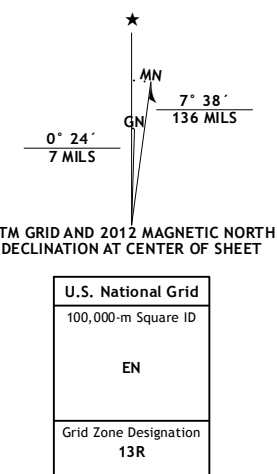 ★
MN
GN
7° 38´
136 MILS
0° 24´
7 MILS
TM GRID AND 2012 MAGNETIC NORTH
DECLINATION AT CENTER OF SHEET
U.S. National Grid
100,000-m Square ID
EN
Grid Zone Designation
13R